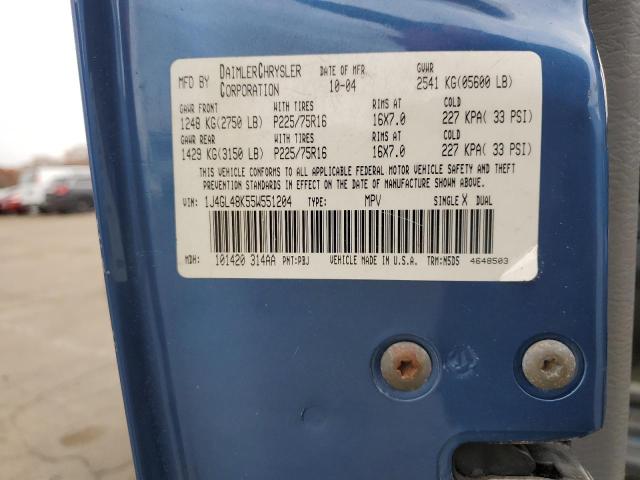 MFD BY DAIMLERCHRYSLER CORPORATION DATE OF MFR 10-04 GVWR 2541 KG(05600 LB)
GAWR FRONT WITH TIRES RIMS AT COLD
1248 KG(2750 LB) P225/75R16 16X7.0 227 KPA( 33 PSI)
GAWR REAR WITH TIRES RIMS AT COLD
1429 KG(3150 LB) P225/75R16 16X7.0 227 KPA( 33 PSI)
THIS VEHICLE CONFORMS TO ALL APPLICABLE FEDERAL MOTOR VEHICLE SAFETY AND THEFT
PREVENTION STANDARDS IN EFFECT ON THE DATE OF MANUFACTURE SHOWN ABOVE.
VIN: 1J4GL48K55W551204 TYPE: MPV SINGLE X DUAL
MDH: 101420 314AA PNT:PBJ VEHICLE MADE IN U.S.A. TRM:N5DS 4648503